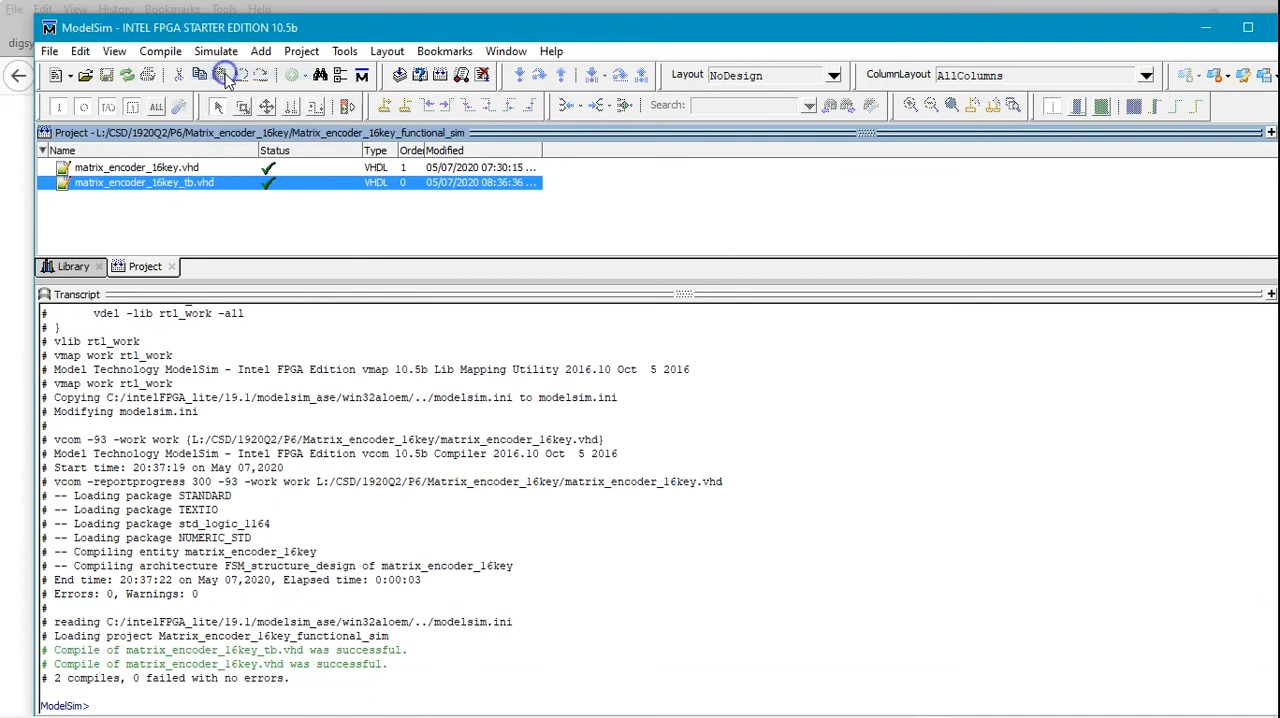 File Edit View History Bookmarks Tools Help
ModelSim - INTEL FPGA STARTER EDITION 10.5b
digsy
File Edit View Compile Simulate Add Project Tools Layout Bookmarks Window Help
Layout NoDesign ColumnLayout AllColumns
Search:
Project - L:/CSD/1920Q2/P6/Matrix_encoder_16key/Matrix_encoder_16key_functional_sim
Name Status Type Order Modified
matrix_encoder_16key.vhd VHDL 1 05/07/2020 07:30:15 ...
matrix_encoder_16key_tb.vhd VHDL 0 05/07/2020 08:36:36 ...
Library Project
Transcript
# vdel -lib rtl_work -all
# }
# vlib rtl_work
# vmap work rtl_work
# Model Technology ModelSim - Intel FPGA Edition vmap 10.5b Lib Mapping Utility 2016.10 Oct  5 2016
# vmap work rtl_work
# Copying C:/intelFPGA_lite/19.1/modelsim_ase/win32aloem/../modelsim.ini to modelsim.ini
# Modifying modelsim.ini
#
# vcom -93 -work work {L:/CSD/1920Q2/P6/Matrix_encoder_16key/matrix_encoder_16key.vhd}
# Model Technology ModelSim - Intel FPGA Edition vcom 10.5b Compiler 2016.10 Oct  5 2016
# Start time: 20:37:19 on May 07,2020
# vcom -reportprogress 300 -93 -work work L:/CSD/1920Q2/P6/Matrix_encoder_16key/matrix_encoder_16key.vhd
# -- Loading package STANDARD
# -- Loading package TEXTIO
# -- Loading package std_logic_1164
# -- Loading package NUMERIC_STD
# -- Compiling entity matrix_encoder_16key
# -- Compiling architecture FSM_structure_design of matrix_encoder_16key
# End time: 20:37:22 on May 07,2020, Elapsed time: 0:00:03
# Errors: 0, Warnings: 0
#
# reading C:/intelFPGA_lite/19.1/modelsim_ase/win32aloem/../modelsim.ini
# Loading project Matrix_encoder_16key_functional_sim
# Compile of matrix_encoder_16key_tb.vhd was successful.
# Compile of matrix_encoder_16key.vhd was successful.
# 2 compiles, 0 failed with no errors.
ModelSim>